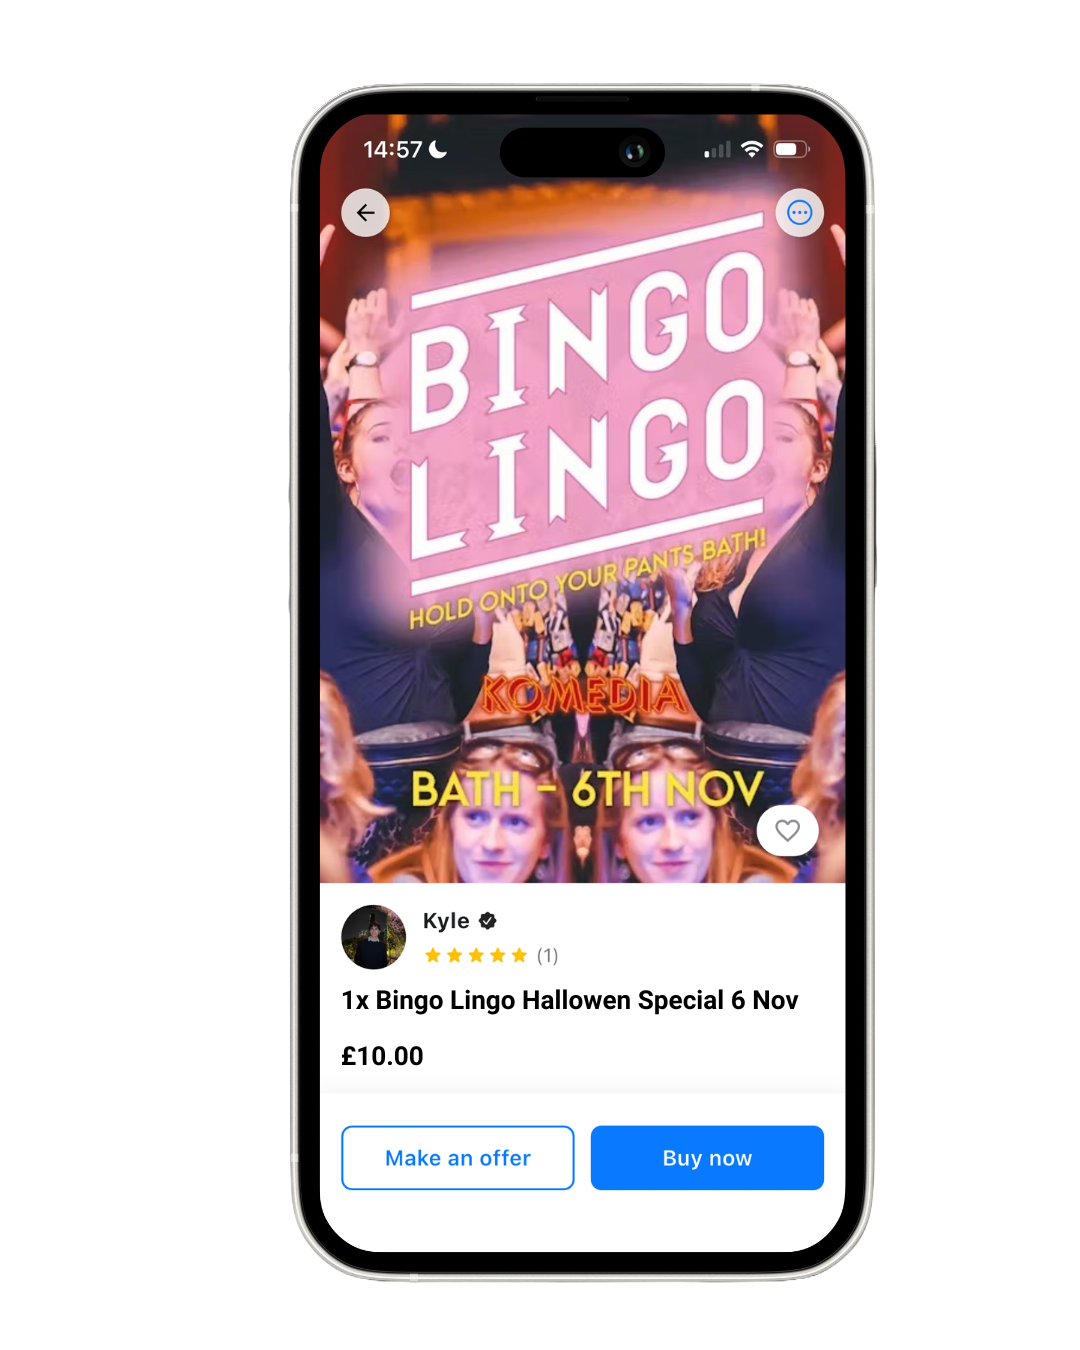 14:57
BINGO
LINGO
HOLD ONTO YOUR PANTS BATH!
KOMEDIA
BATH - 6TH NOV
Kyle
(1)
1x Bingo Lingo Hallowen Special 6 Nov
£10.00
Make an offer
Buy now